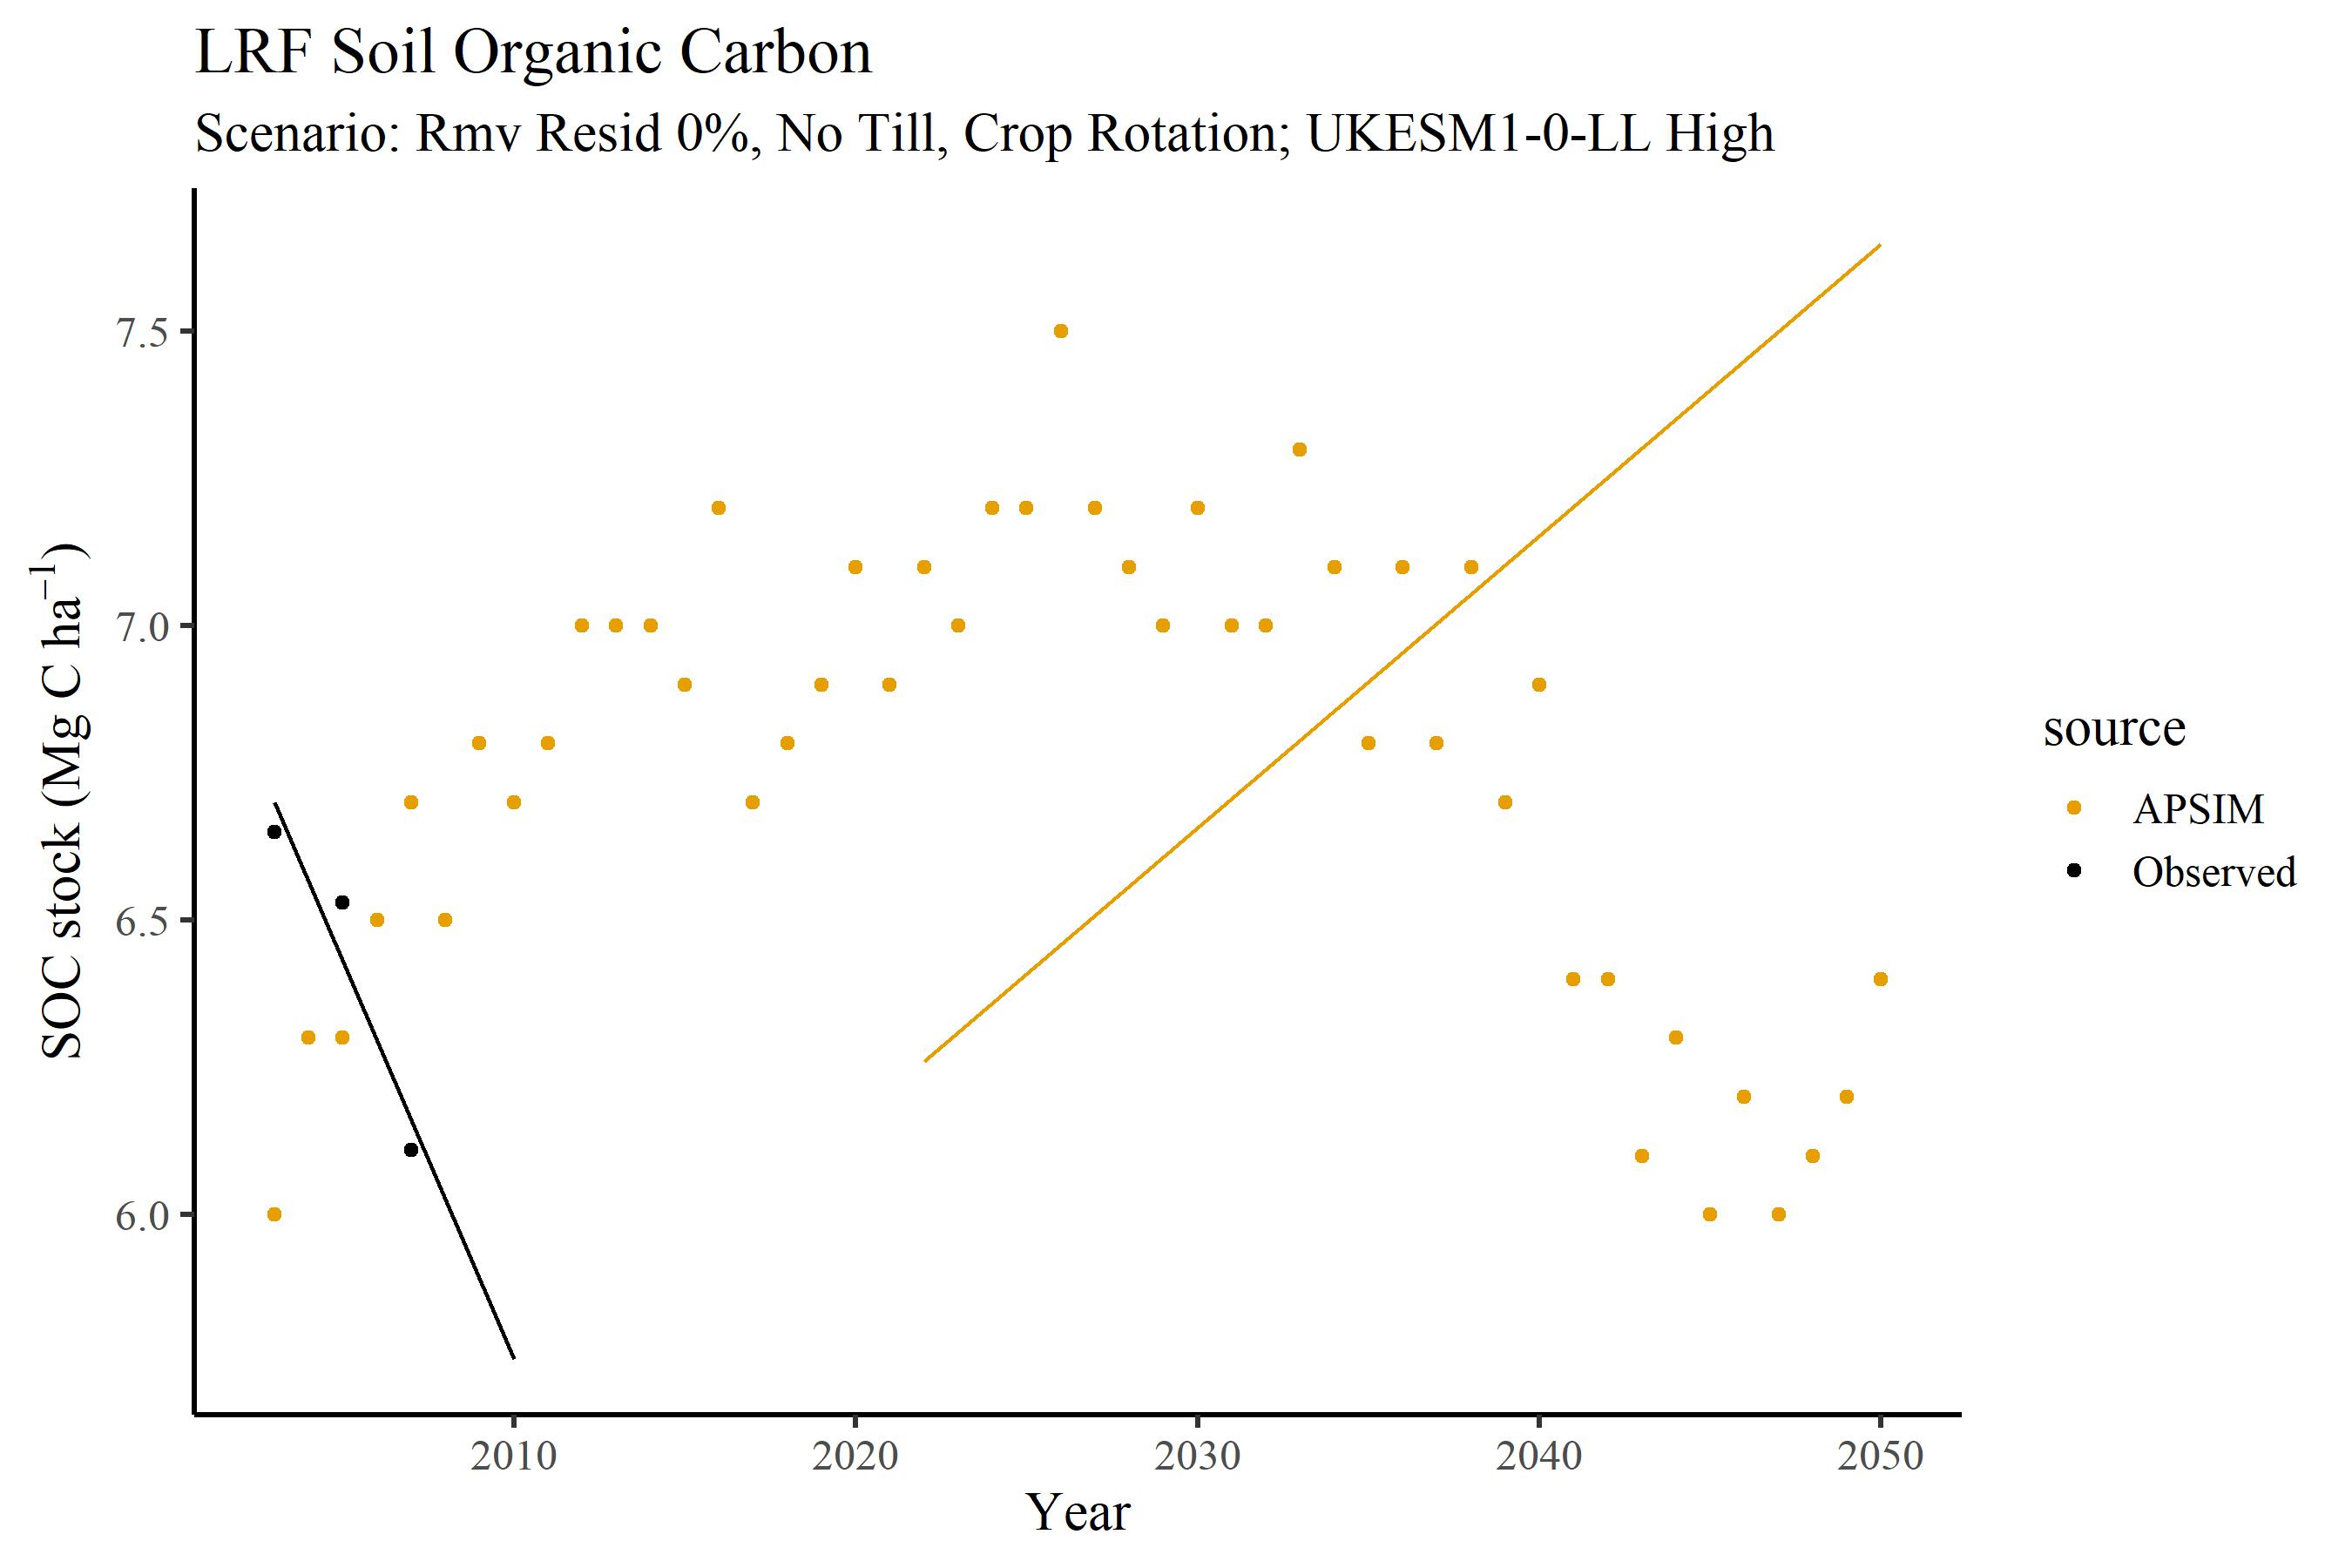 LRF Soil Organic Carbon
Scenario: Rmv Resid 0%, No Till, Crop Rotation; UKESM1-0-LL High
SOC stock (Mg C ha⁻¹)
7.5
7.0
6.5
6.0
2010 2020 2030 2040 2050
Year
source
APSIM
Observed